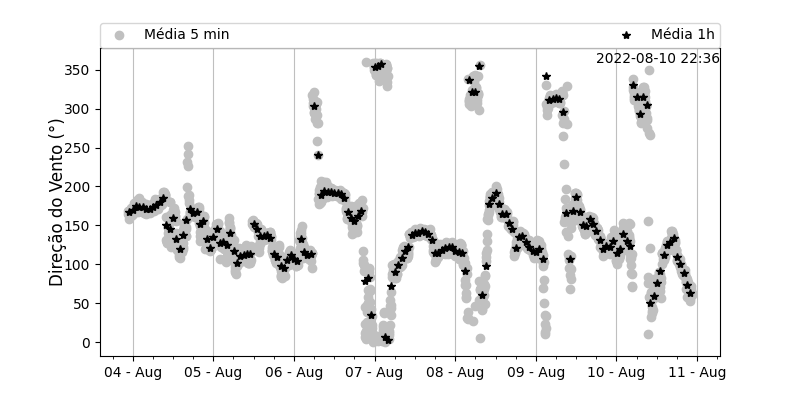 Média 5 min
Média 1h
2022-08-10 22:36
Direção do Vento (°)
350
300
250
200
150
100
50
0
04 - Aug
05 - Aug
06 - Aug
07 - Aug
08 - Aug
09 - Aug
10 - Aug
11 - Aug